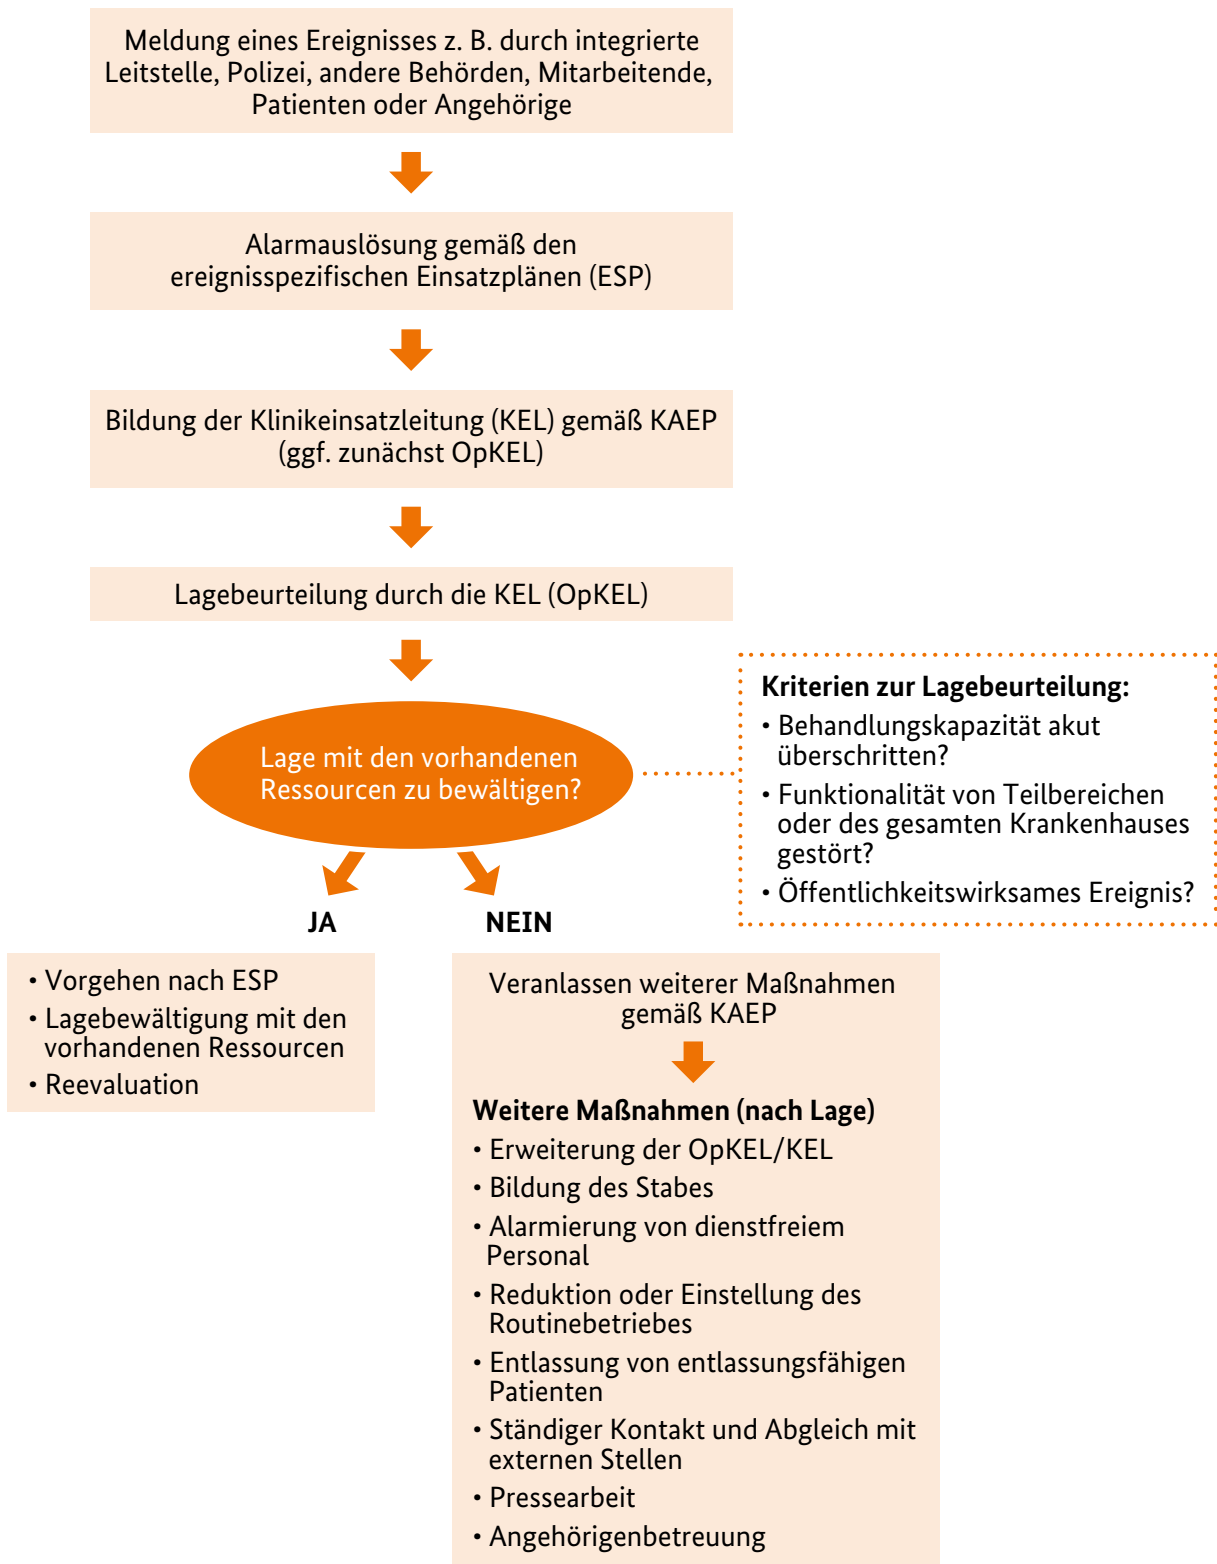 Meldung eines Ereignisses z. B. durch integrierte
Leitstelle, Polizei, andere Behörden, Mitarbeitende,
Patienten oder Angehörige
Alarmauslösung gemäß den
ereignisspezifischen Einsatzplänen (ESP)
Bildung der Klinikeinsatzleitung (KEL) gemäß KAEP
(ggf. zunächst OpKEL)
Lagebeurteilung durch die KEL (OpKEL)
Lage mit den vorhandenen
Ressourcen zu bewältigen?
Kriterien zur Lagebeurteilung:
• Behandlungskapazität akut
überschritten?
• Funktionalität von Teilbereichen
oder des gesamten Krankenhauses
gestört?
• Öffentlichkeitswirksames Ereignis?
JA
• Vorgehen nach ESP
• Lagebewältigung mit den
vorhandenen Ressourcen
• Reevaluation
NEIN
Veranlassen weiterer Maßnahmen
gemäß KAEP
Weitere Maßnahmen (nach Lage)
• Erweiterung der OpKEL/KEL
• Bildung des Stabes
• Alarmierung von dienstfreiem
Personal
• Reduktion oder Einstellung des
Routinebetriebes
• Entlassung von entlassungsfähigen
Patienten
• Ständiger Kontakt und Abgleich mit
externen Stellen
• Pressearbeit
• Angehörigenbetreuung